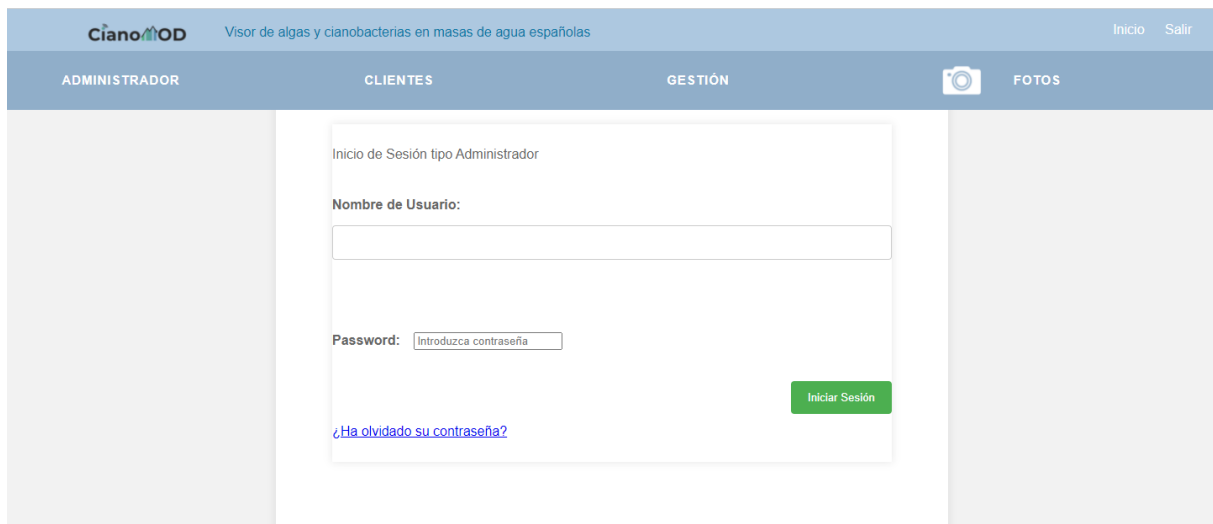 CianoMOD Visor de algas y cianobacterias en masas de agua españolas Inicio Salir
ADMINISTRADOR CLIENTES GESTIÓN FOTOS
Inicio de Sesión tipo Administrador
Nombre de Usuario:
Password: Introduzca contraseña
Iniciar Sesión
¿Ha olvidado su contraseña?